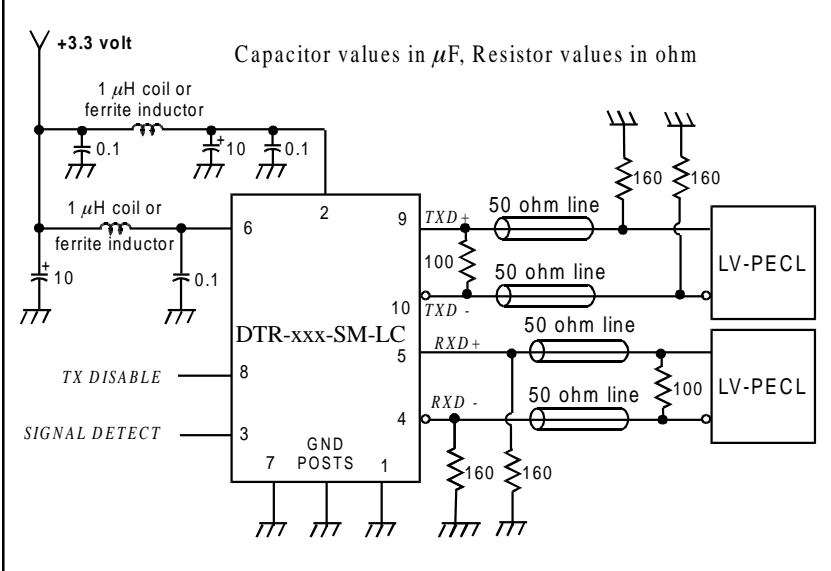 +3.3 volt
Capacitor values in μF, Resistor values in ohm
1 μH coil or
ferrite inductor
0.1
+
10
0.1
160
160
1 μH coil or
ferrite inductor
6
2
9
TXD+
50 ohm line
100
LV-PECL
+
10
0.1
50 ohm line
10
TXD -
DTR-xxx-SM-LC
5
RXD+
50 ohm line
TX DISABLE
8
LV-PECL
100
RXD -
50 ohm line
4
SIGNAL DETECT
3
GND
POSTS
7
1
160
160